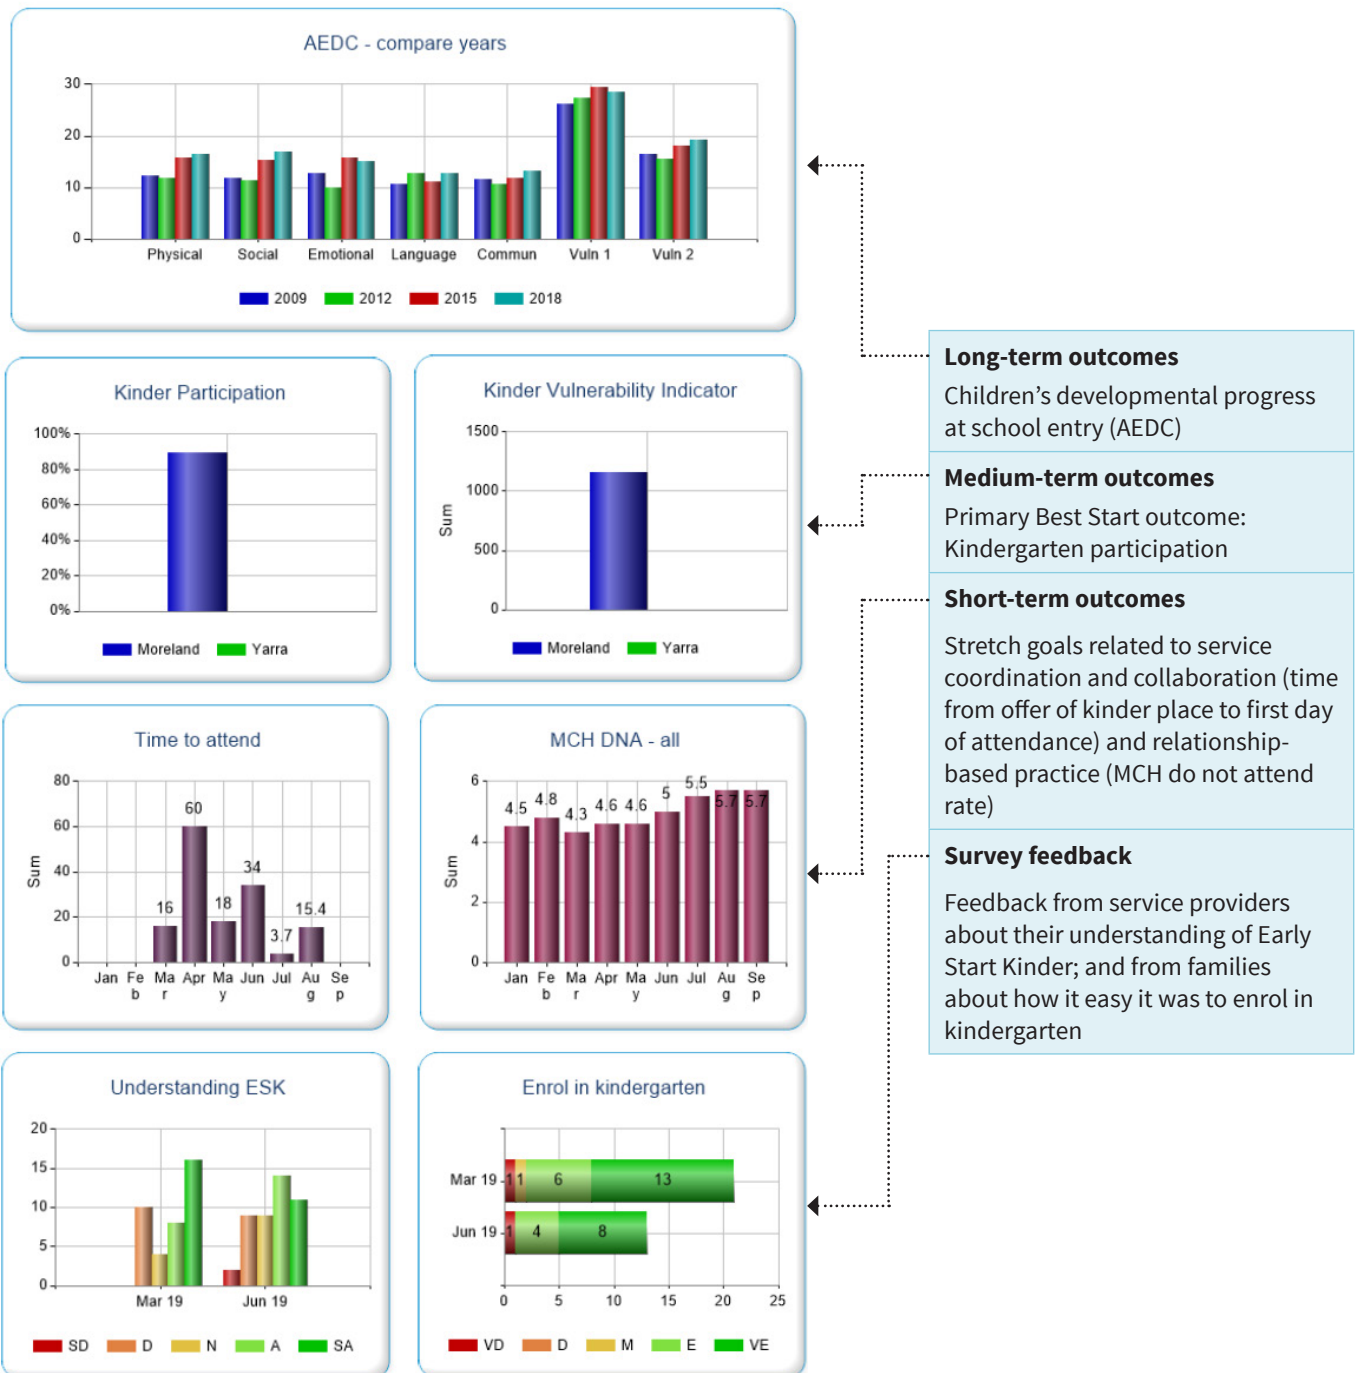 AEDC - compare years
30
20
10
0
Physical Social Emotional Language Commun Vuln 1 Vuln 2
2009 2012 2015 2018
Kinder Participation
100%
80%
60%
40%
20%
0%
Moreland Yarra
Kinder Vulnerability Indicator
1500
1000
500
0
Sum
Moreland Yarra
Time to attend
80
60
40
20
0
Sum
16 60 18 34 3.7 15.4
Jan Fe Ma Apr Ma Jun Jul Au Se
b r y g p
MCH DNA - all
6
4
2
0
Sum
4.5 4.8 4.3 4.6 4.6 5 5.5 5.7 5.7
Jan Fe Ma Apr Ma Jun Jul Au Se
b r y g p
Understanding ESK
20
15
10
5
0
Mar 19 Jun 19
SD D N A SA
Enrol in kindergarten
Mar 19 1 1 6 13
Jun 19 1 4 8
0 5 10 15 20 25
VD D M E VE
Long-term outcomes
Children’s developmental progress
at school entry (AEDC)
Medium-term outcomes
Primary Best Start outcome:
Kindergarten participation
Short-term outcomes
Stretch goals related to service
coordination and collaboration (time
from offer of kinder place to first day
of attendance) and relationship-
based practice (MCH do not attend
rate)
Survey feedback
Feedback from service providers
about their understanding of Early
Start Kinder; and from families
about how it easy it was to enrol in
kindergarten